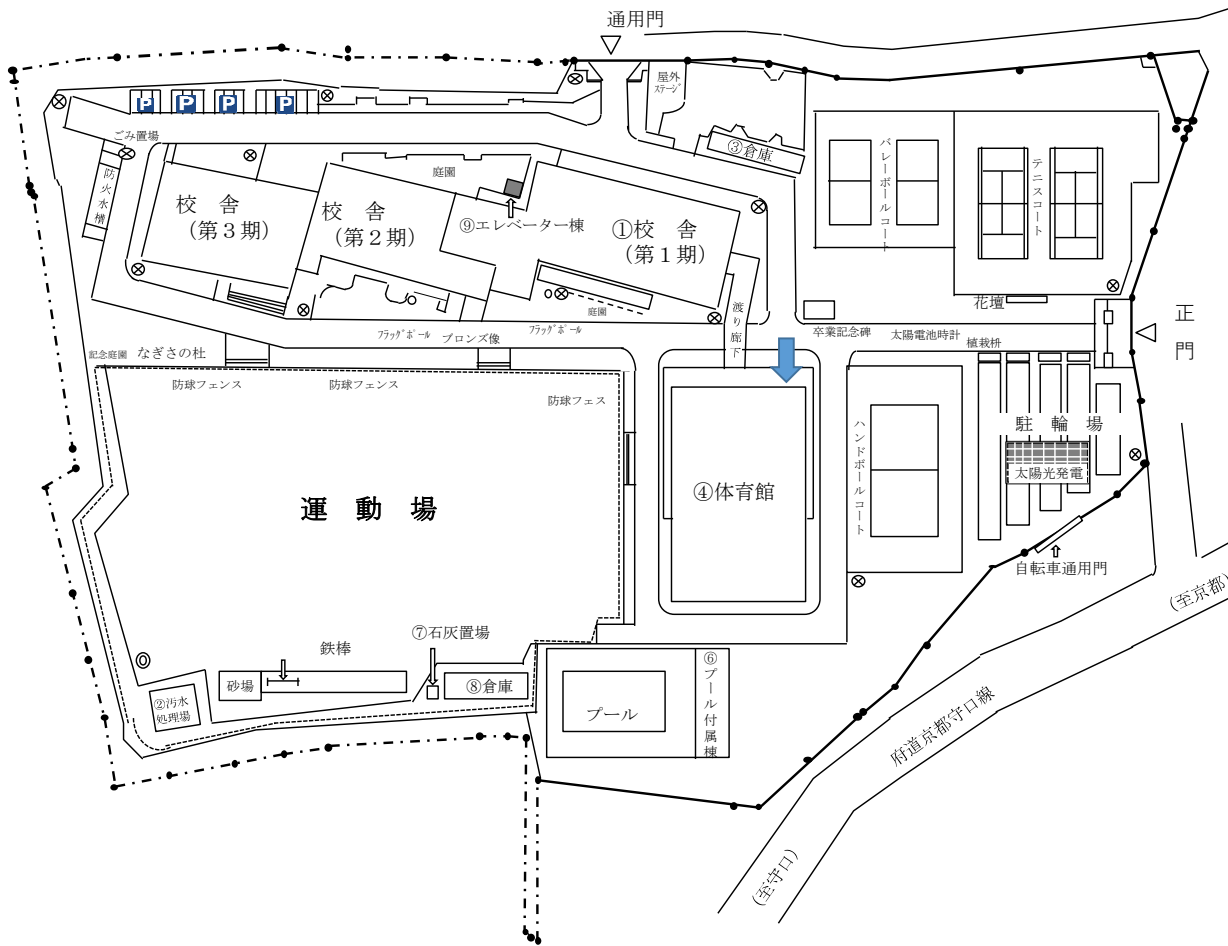 通用門
屋外
ｽﾃｰｼﾞ
P
P
P
P
ごみ置場
③倉庫
バレーボールコート
テニスコート
防火水槽
庭園
校　舎
（第３期）
校　舎
（第２期）
⑨エレベーター棟
①校　舎
（第１期）
渡り廊下
庭園
花壇
正門
ﾌﾗｯｸﾞﾎﾟｰﾙ
ブロンズ像
ﾌﾗｯｸﾞﾎﾟｰﾙ
卒業記念碑
太陽電池時計
植栽枡
記念庭園
なぎさの杜
防球フェンス
防球フェンス
防球フェス
ハンドボールコート
駐　輪　場
太陽光発電
④体育館
運　動　場
自転車通用門
(至京都)
⑦石灰置場
鉄棒
砂場
⑧倉庫
②汚水
処理場
プール
⑥プール付属棟
府道京都守口線
(至守口)